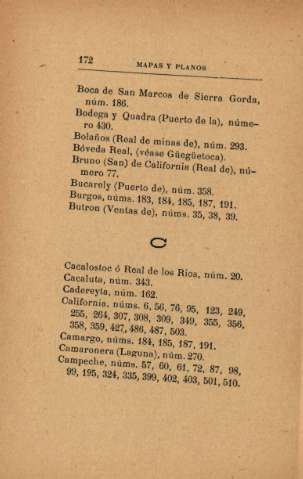 172
MAPAS Y PLANOS
Boca de San Marcos de Sierra Gorda,
núm. 186.
Bodega y Quadra (Puerto de la), núme-
ro 430.
Bolaños (Real de minas de), núm. 293.
Bóveda Real, (véase Güegüetoca).
Bruno (San) de California (Real de), nú-
mero 77.
Bucarely (Puerto de), núm. 358.
Burgos, núms. 183, 184, 185, 187, 191.
Butron (Ventas de), núms. 35, 38, 39.
C
Cacalostoc ó Real de los Rics, núm. 20.
Cacaluta, núm. 343.
Cadereyta, núm. 162.
California, núms. 6, 56, 76, 95, 123, 249,
255, 264, 307, 308, 309, 349, 355, 356,
358, 359, 427, 486, 487, 503.
Camargo, núms. 184, 185, 187, 191.
Camaronera (Laguna), núm. 270.
Campeche, núms. 57, 60, 61, 72, 87, 98,
99, 195, 324, 335, 399, 402, 403, 501, 510.